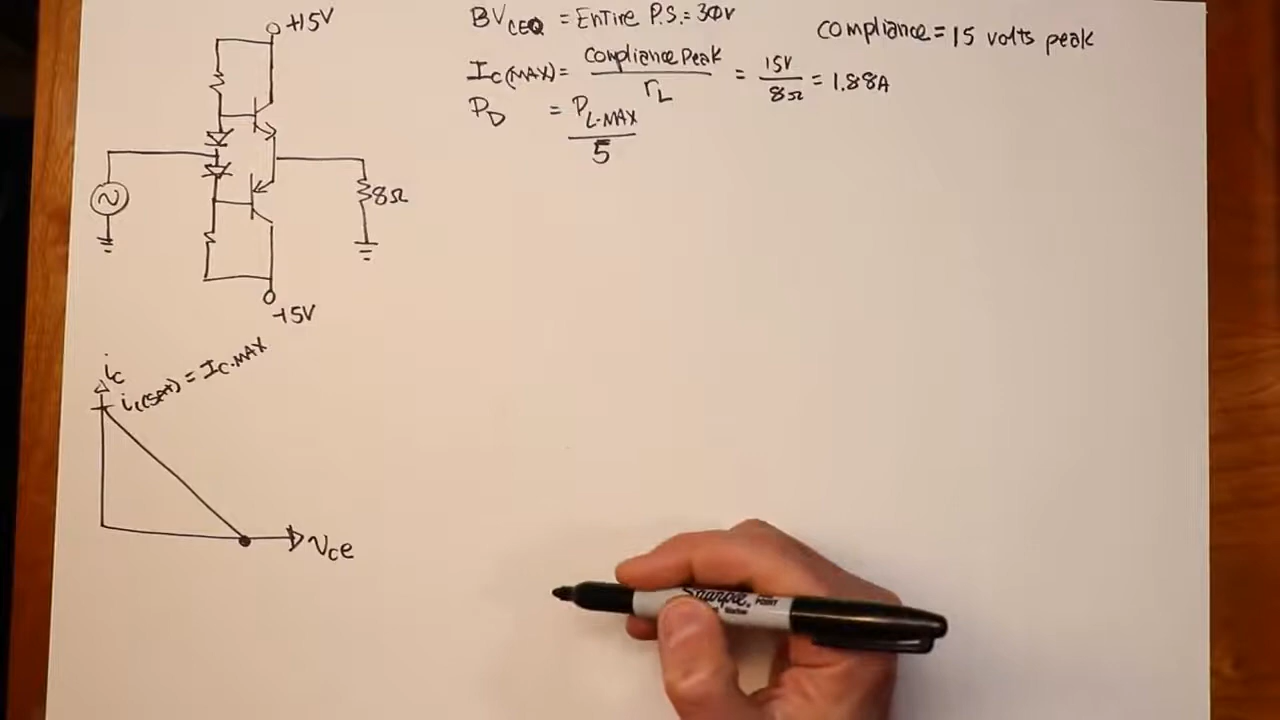 +15V
8Ω
-15V
BVCEO = Entire P.S. = 30V
IC(MAX) = compliance peak / rL = 15V / 8Ω = 1.88A
PD = PL.MAX / 5
compliance = 15 volts peak
iC
iC(SAT) = IC.MAX
vce
Sharpie